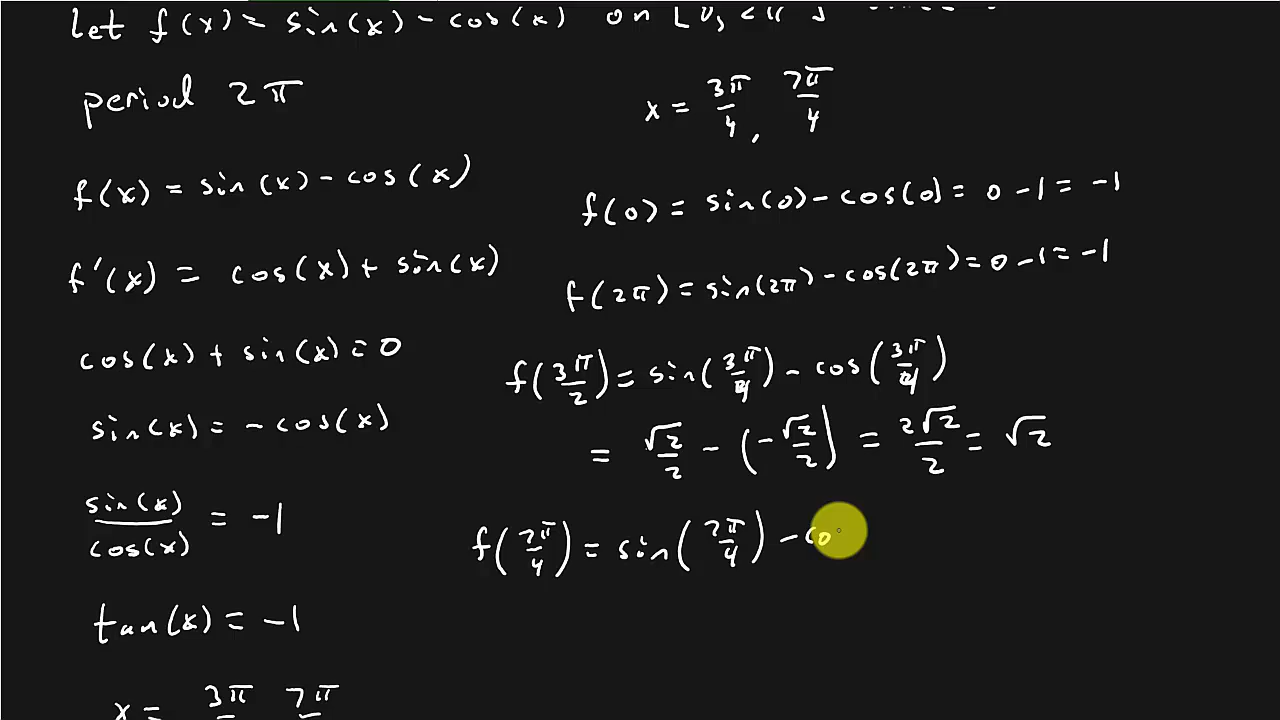 let f(x) = sin(x) - cos(x) on [0, 2π]
period 2π
f(x) = sin(x) - cos(x)
f'(x) = cos(x) + sin(x)
cos(x) + sin(x) = 0
sin(x) = - cos(x)
sin(x)/cos(x) = -1
tan(x) = -1
x = 3π 7π
x = 3π/4, 7π/4
f(0) = sin(0) - cos(0) = 0 - 1 = -1
f(2π) = sin(2π) - cos(2π) = 0 - 1 = -1
f(3π/2) = sin(3π/4) - cos(3π/4)
= √2/2 - (-√2/2) = 2√2/2 = √2
f(7π/4) = sin(7π/4) - co